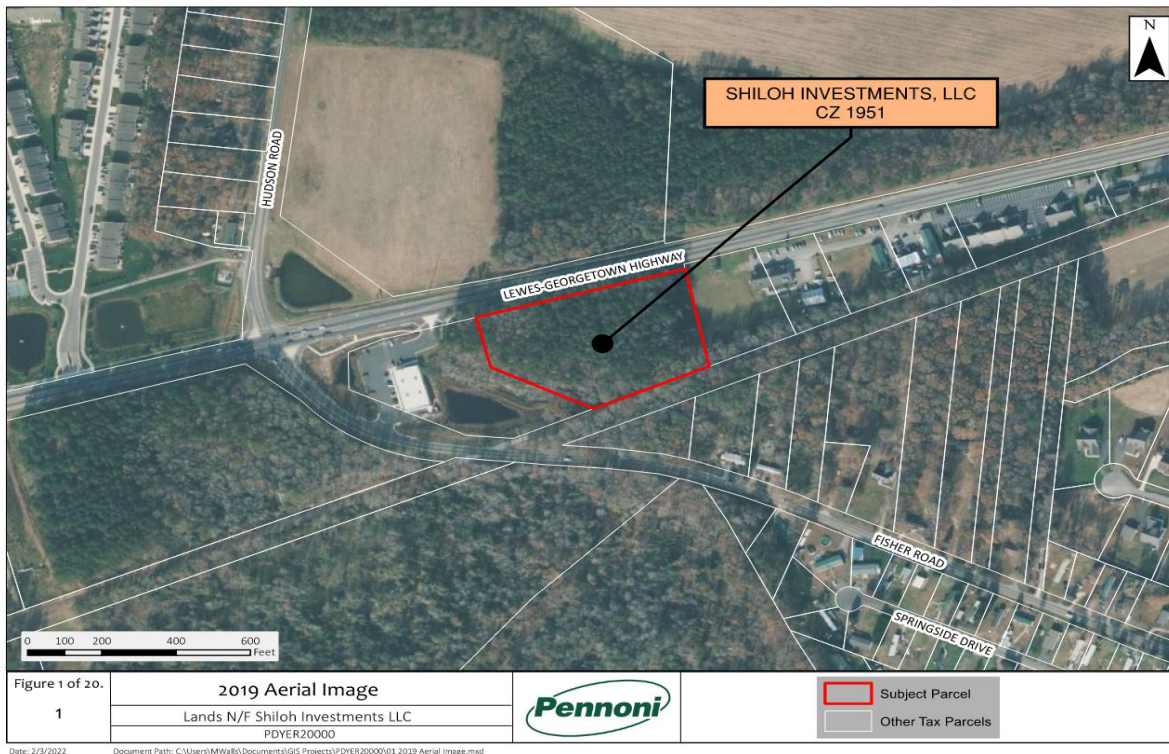 N
SHILOH INVESTMENTS, LLC
CZ 1951
HUDSON ROAD
LEWES-GEORGETOWN HIGHWAY
FISHER ROAD
SPRINGSIDE DRIVE
0 100 200 400 600
Feet
Figure 1 of 20.
1
2019 Aerial Image
Lands N/F Shiloh Investments LLC
PDYER20000
Pennoni
Subject Parcel
Other Tax Parcels
Date: 2/3/2022 Document Path: C:\Users\MWalls\Documents\GIS Projects\PDYER20000\01 2019 Aerial Image.mxd